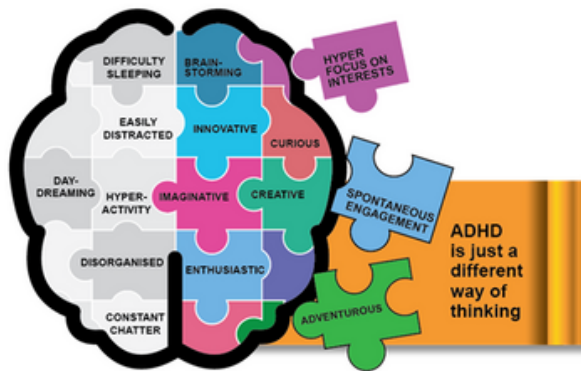 DIFFICULTY
SLEEPING
BRAIN-
STORMING
HYPER
FOCUS ON
INTERESTS
EASILY
DISTRACTED
INNOVATIVE
CURIOUS
DAY-
DREAMING
HYPER-
ACTIVITY
IMAGINATIVE
CREATIVE
SPONTANEOUS
ENGAGEMENT
DISORGANISED
ENTHUSIASTIC
CONSTANT
CHATTER
ADVENTUROUS
ADHD
is just a
different
way of
thinking